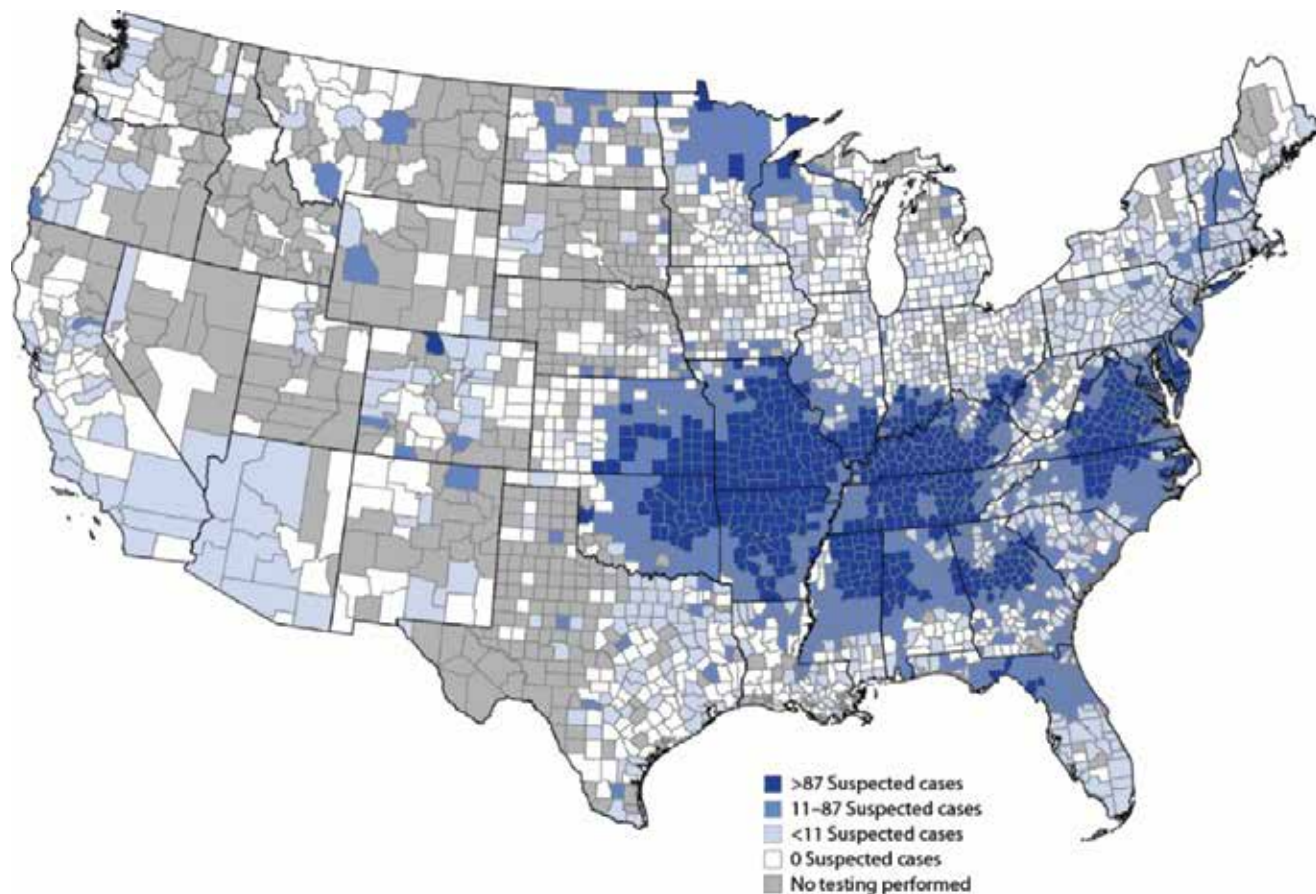 >87 Suspected cases
11–87 Suspected cases
<11 Suspected cases
0 Suspected cases
No testing performed